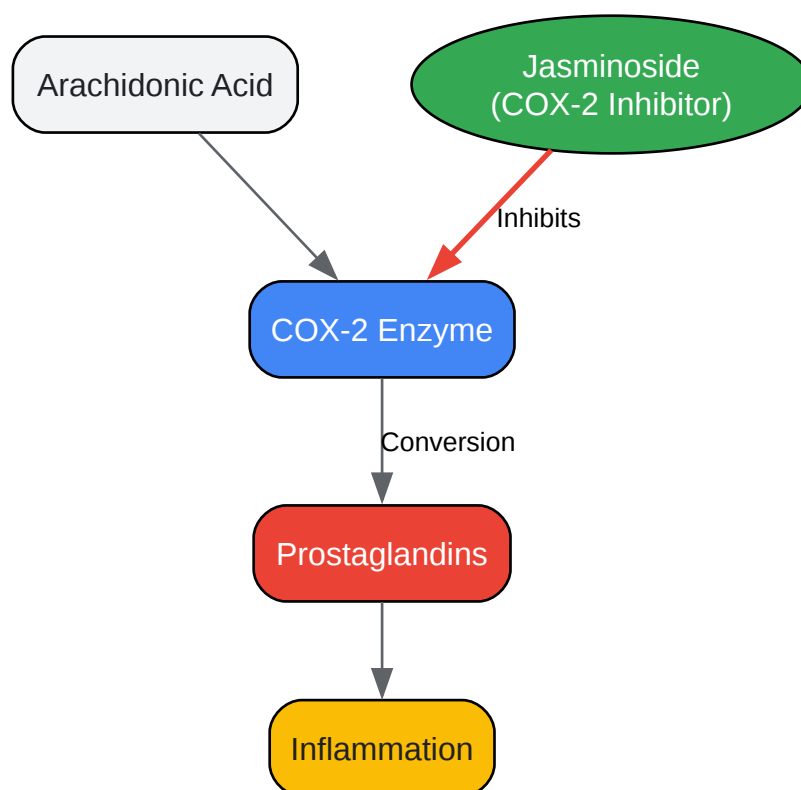 Arachidonic Acid
Jasminoside
(COX-2 Inhibitor)
Inhibits
COX-2 Enzyme
Conversion
Prostaglandins
Inflammation